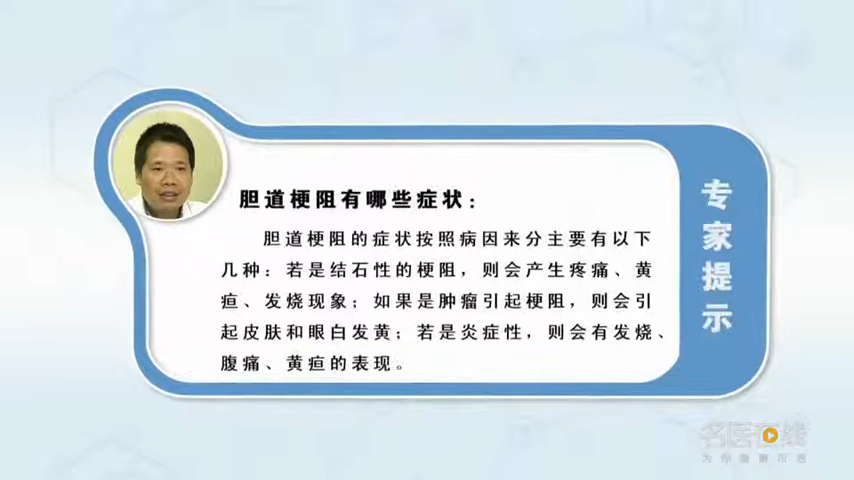 胆道梗阻有哪些症状：
胆道梗阻的症状按照病因来分主要有以下
几种：若是结石性的梗阻，则会产生疼痛、黄
疸、发烧现象；如果是肿瘤引起梗阻，则会引
起皮肤和眼白发黄；若是炎症性，则会有发烧、
腹痛、黄疸的表现。
专家提示
名医在线